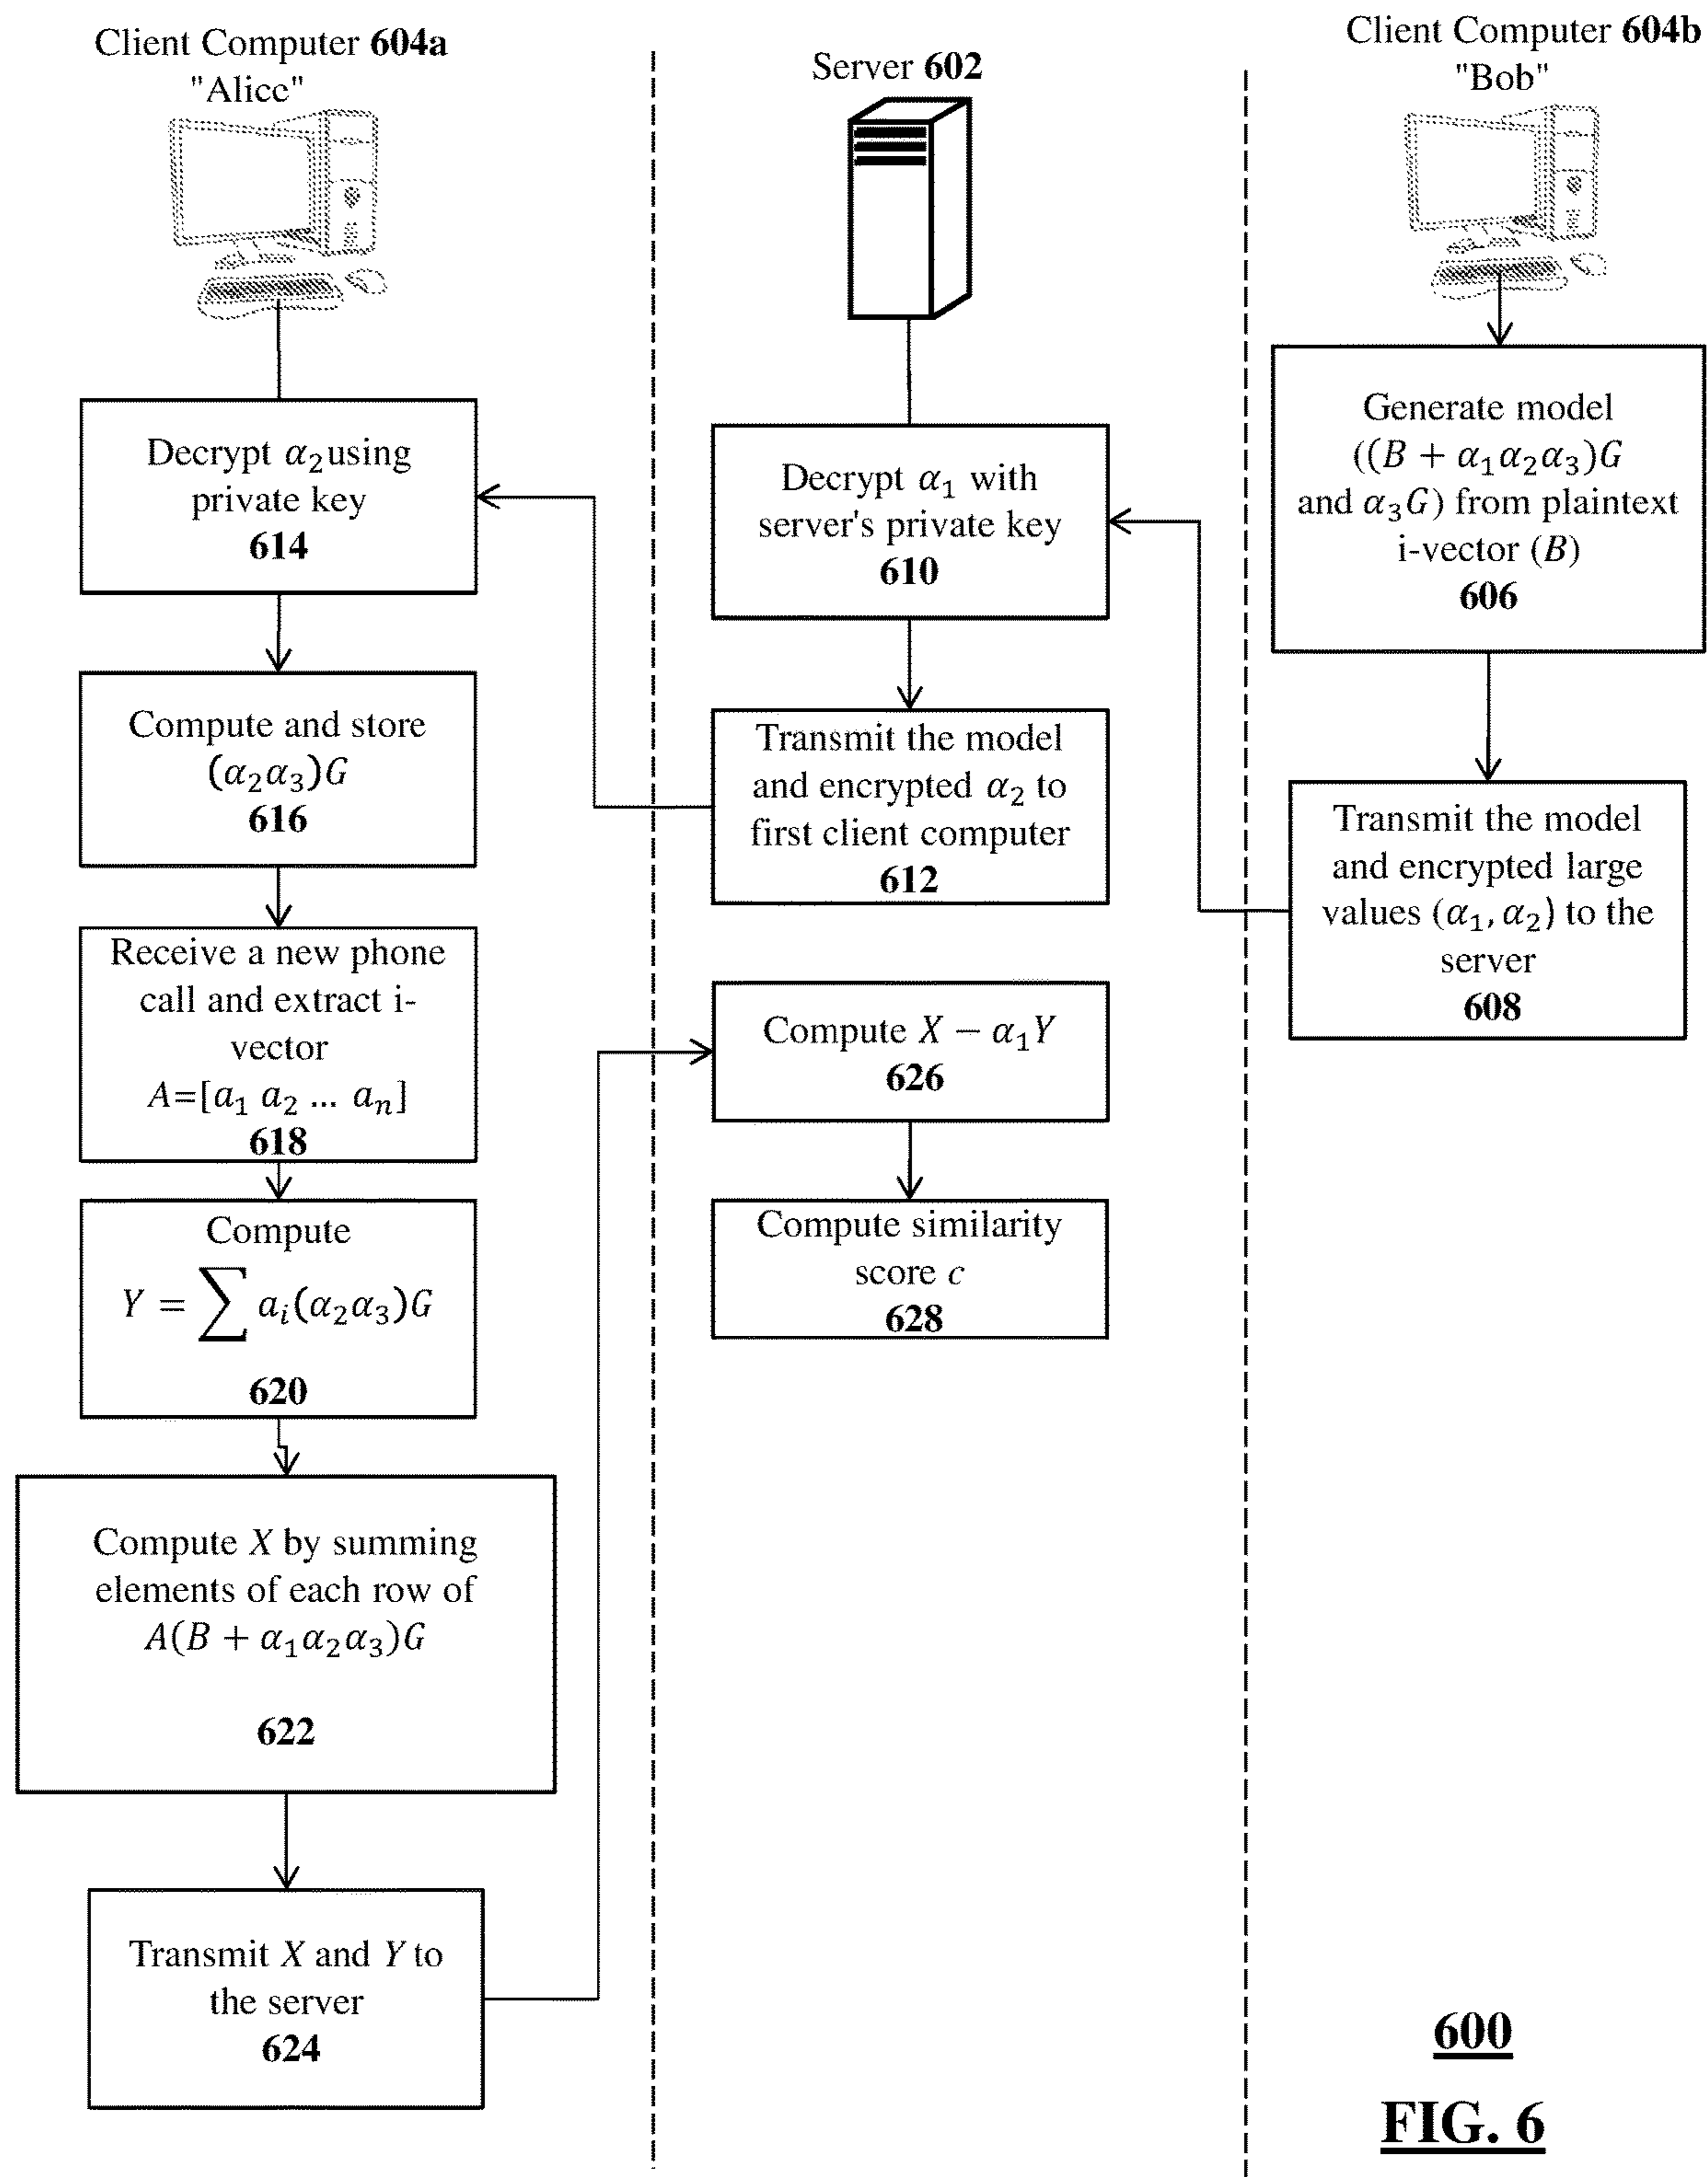 Client Computer 604a
"Alice"
Decrypt α₂ using
private key
614
Compute and store
(α₂α₃)G
616
Receive a new phone
call and extract i-
vector
A=[a₁ a₂ … aₙ]
618
Compute
Y = ∑ aᵢ(α₂α₃)G
620
Compute X by summing
elements of each row of
A(B + α₁α₂α₃)G
622
Transmit X and Y to
the server
624
Server 602
Decrypt α₁ with
server's private key
610
Transmit the model
and encrypted α₂ to
first client computer
612
Compute X − α₁Y
626
Compute similarity
score c
628
Client Computer 604b
"Bob"
Generate model
((B + α₁α₂α₃)G
and α₃G) from plaintext
i-vector (B)
606
Transmit the model
and encrypted large
values (α₁, α₂) to the
server
608
600
FIG. 6